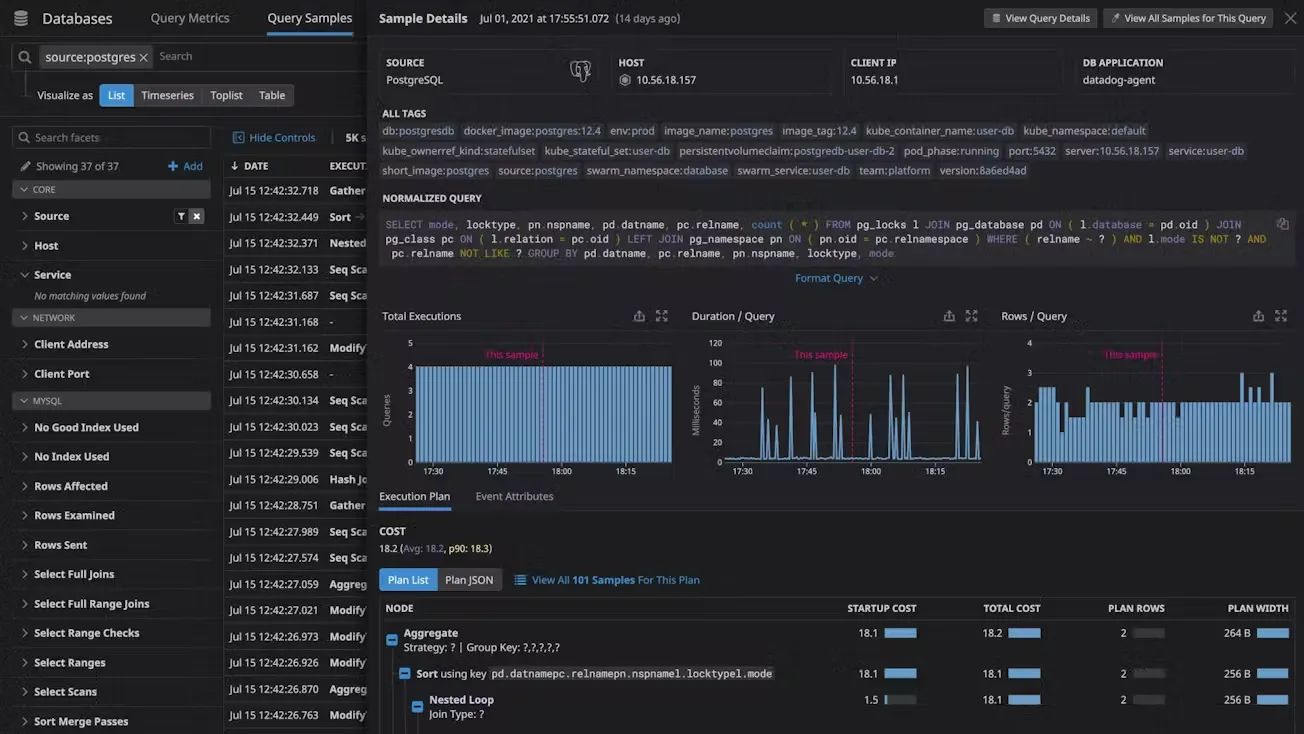 Databases
Query Metrics
Query Samples
source:postgres
Search
Visualize as
List
Timeseries
Toplist
Table
Search facets
Showing 37 of 37
Add
CORE
Source
Host
Service
No matching values found
NETWORK
Client Address
Client Port
MYSQL
No Good Index Used
No Index Used
Rows Affected
Rows Examined
Rows Sent
Select Full Joins
Select Full Range Joins
Select Range Checks
Select Ranges
Select Scans
Sort Merge Passes
Hide Controls
5K s
DATE EXECUT
Jul 15 12:42:32.718 Gather
Jul 15 12:42:32.449 Sort →
Jul 15 12:42:32.371 Nested
Jul 15 12:42:32.133 Seq Sca
Jul 15 12:42:31.687 Seq Sca
Jul 15 12:42:31.168 -
Jul 15 12:42:31.162 Modify
Jul 15 12:42:30.658 -
Jul 15 12:42:30.134 Seq Sca
Jul 15 12:42:30.023 Seq Sca
Jul 15 12:42:29.539 Seq Sca
Jul 15 12:42:29.006 Hash Jo
Jul 15 12:42:28.751 Gather
Jul 15 12:42:27.989 Seq Sca
Jul 15 12:42:27.574 Seq Sca
Jul 15 12:42:27.059 Aggreg
Jul 15 12:42:27.021 Modify
Jul 15 12:42:26.973 Modify
Jul 15 12:42:26.926 Modify
Jul 15 12:42:26.870 Aggreg
Jul 15 12:42:26.763 Modify
Sample Details Jul 01, 2021 at 17:55:51.072 (14 days ago)
View Query Details
View All Samples for This Query
SOURCE
PostgreSQL
HOST
10.56.18.157
CLIENT IP
10.56.18.1
DB APPLICATION
datadog-agent
ALL TAGS
db:postgresdb docker_image:postgres:12.4 env:prod image_name:postgres image_tag:12.4 kube_container_name:user-db kube_namespace:default
kube_ownerref_kind:statefulset kube_stateful_set:user-db persistentvolumeclaim:postgredb-user-db-2 pod_phase:running port:5432 server:10.56.18.157 service:user-db
short_image:postgres source:postgres swarm_namespace:database swarm_service:user-db team:platform version:8a6ed4ad
NORMALIZED QUERY
SELECT mode, locktype, pn.nspname, pd.datname, pc.relname, count ( * ) FROM pg_locks l JOIN pg_database pd ON ( l.database = pd.oid ) JOIN
pg_class pc ON ( l.relation = pc.oid ) LEFT JOIN pg_namespace pn ON ( pn.oid = pc.relnamespace ) WHERE ( relname ~ ? ) AND l.mode IS NOT ? AND
pc.relname NOT LIKE ? GROUP BY pd.datname, pc.relname, pn.nspname, locktype, mode
Format Query
Total Executions
This sample
Queries
5
4
3
2
1
0
17:30 17:45 18:00 18:15
Duration / Query
This sample
Milliseconds
120
100
80
60
40
20
0
17:30 17:45 18:00 18:15
Rows / Query
This sample
Rows/query
4
3
2
1
0
17:30 17:45 18:00 18:15
Execution Plan
Event Attributes
COST
18.2 (Avg: 18.2, p90: 18.3)
Plan List
Plan JSON
View All 101 Samples For This Plan
NODE STARTUP COST TOTAL COST PLAN ROWS PLAN WIDTH
Aggregate 18.1 18.2 2 264 B
Strategy: ? | Group Key: ?,?,?,?,?
Sort using key pd.datnamepc.relnamepn.nspnamel.locktypel.mode 18.1 18.1 2 256 B
Nested Loop 1.5 18.1 2 256 B
Join Type: ?